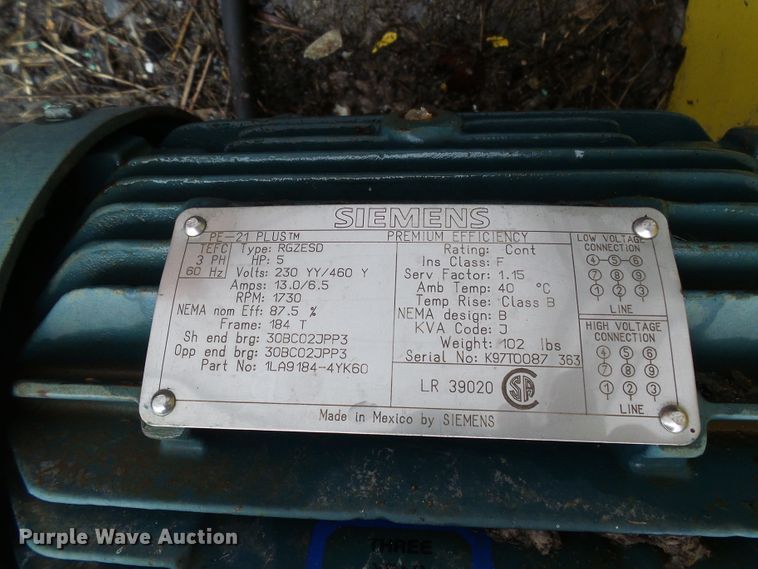 SIEMENS
PE-21 PLUS™ PREMIUM EFFICIENCY
TEFC
3 PH
60 Hz
Type: RGZESD
HP: 5
Volts: 230 YY/460 Y
Amps: 13.0/6.5
RPM: 1730
NEMA nom Eff: 87.5 %
Frame: 184 T
Sh end brg: 30BC02JPP3
Opp end brg: 30BC02JPP3
Part No: 1LA9184-4YK60
Rating: Cont
Ins Class: F
Serv Factor: 1.15
Amb Temp: 40 °C
Temp Rise: Class B
NEMA design: B
KVA Code: J
Weight: 102 lbs
Serial No: K97T0087 363
LR 39020 SA
LOW VOLTAGE
CONNECTION
4-5-6
7 8 9
1 2 3
LINE
HIGH VOLTAGE
CONNECTION
4 5 6
7 8 9
1 2 3
LINE
Made in Mexico by SIEMENS
THREE
Purple Wave Auction